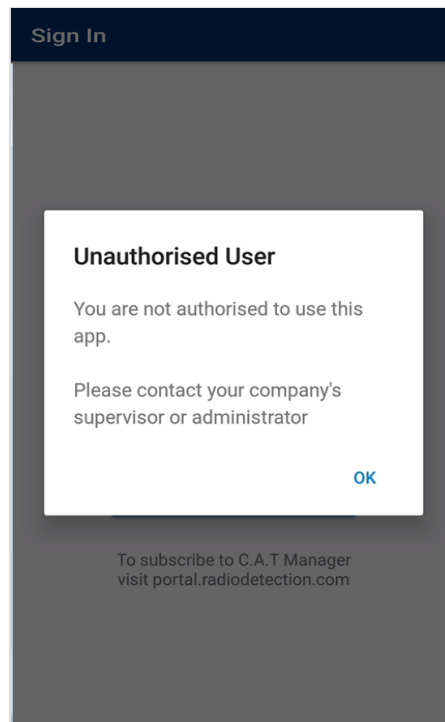 Sign In
Unauthorised User
You are not authorised to use this
app.
Please contact your company's
supervisor or administrator
OK
To subscribe to C.A.T Manager
visit portal.radiodetection.com